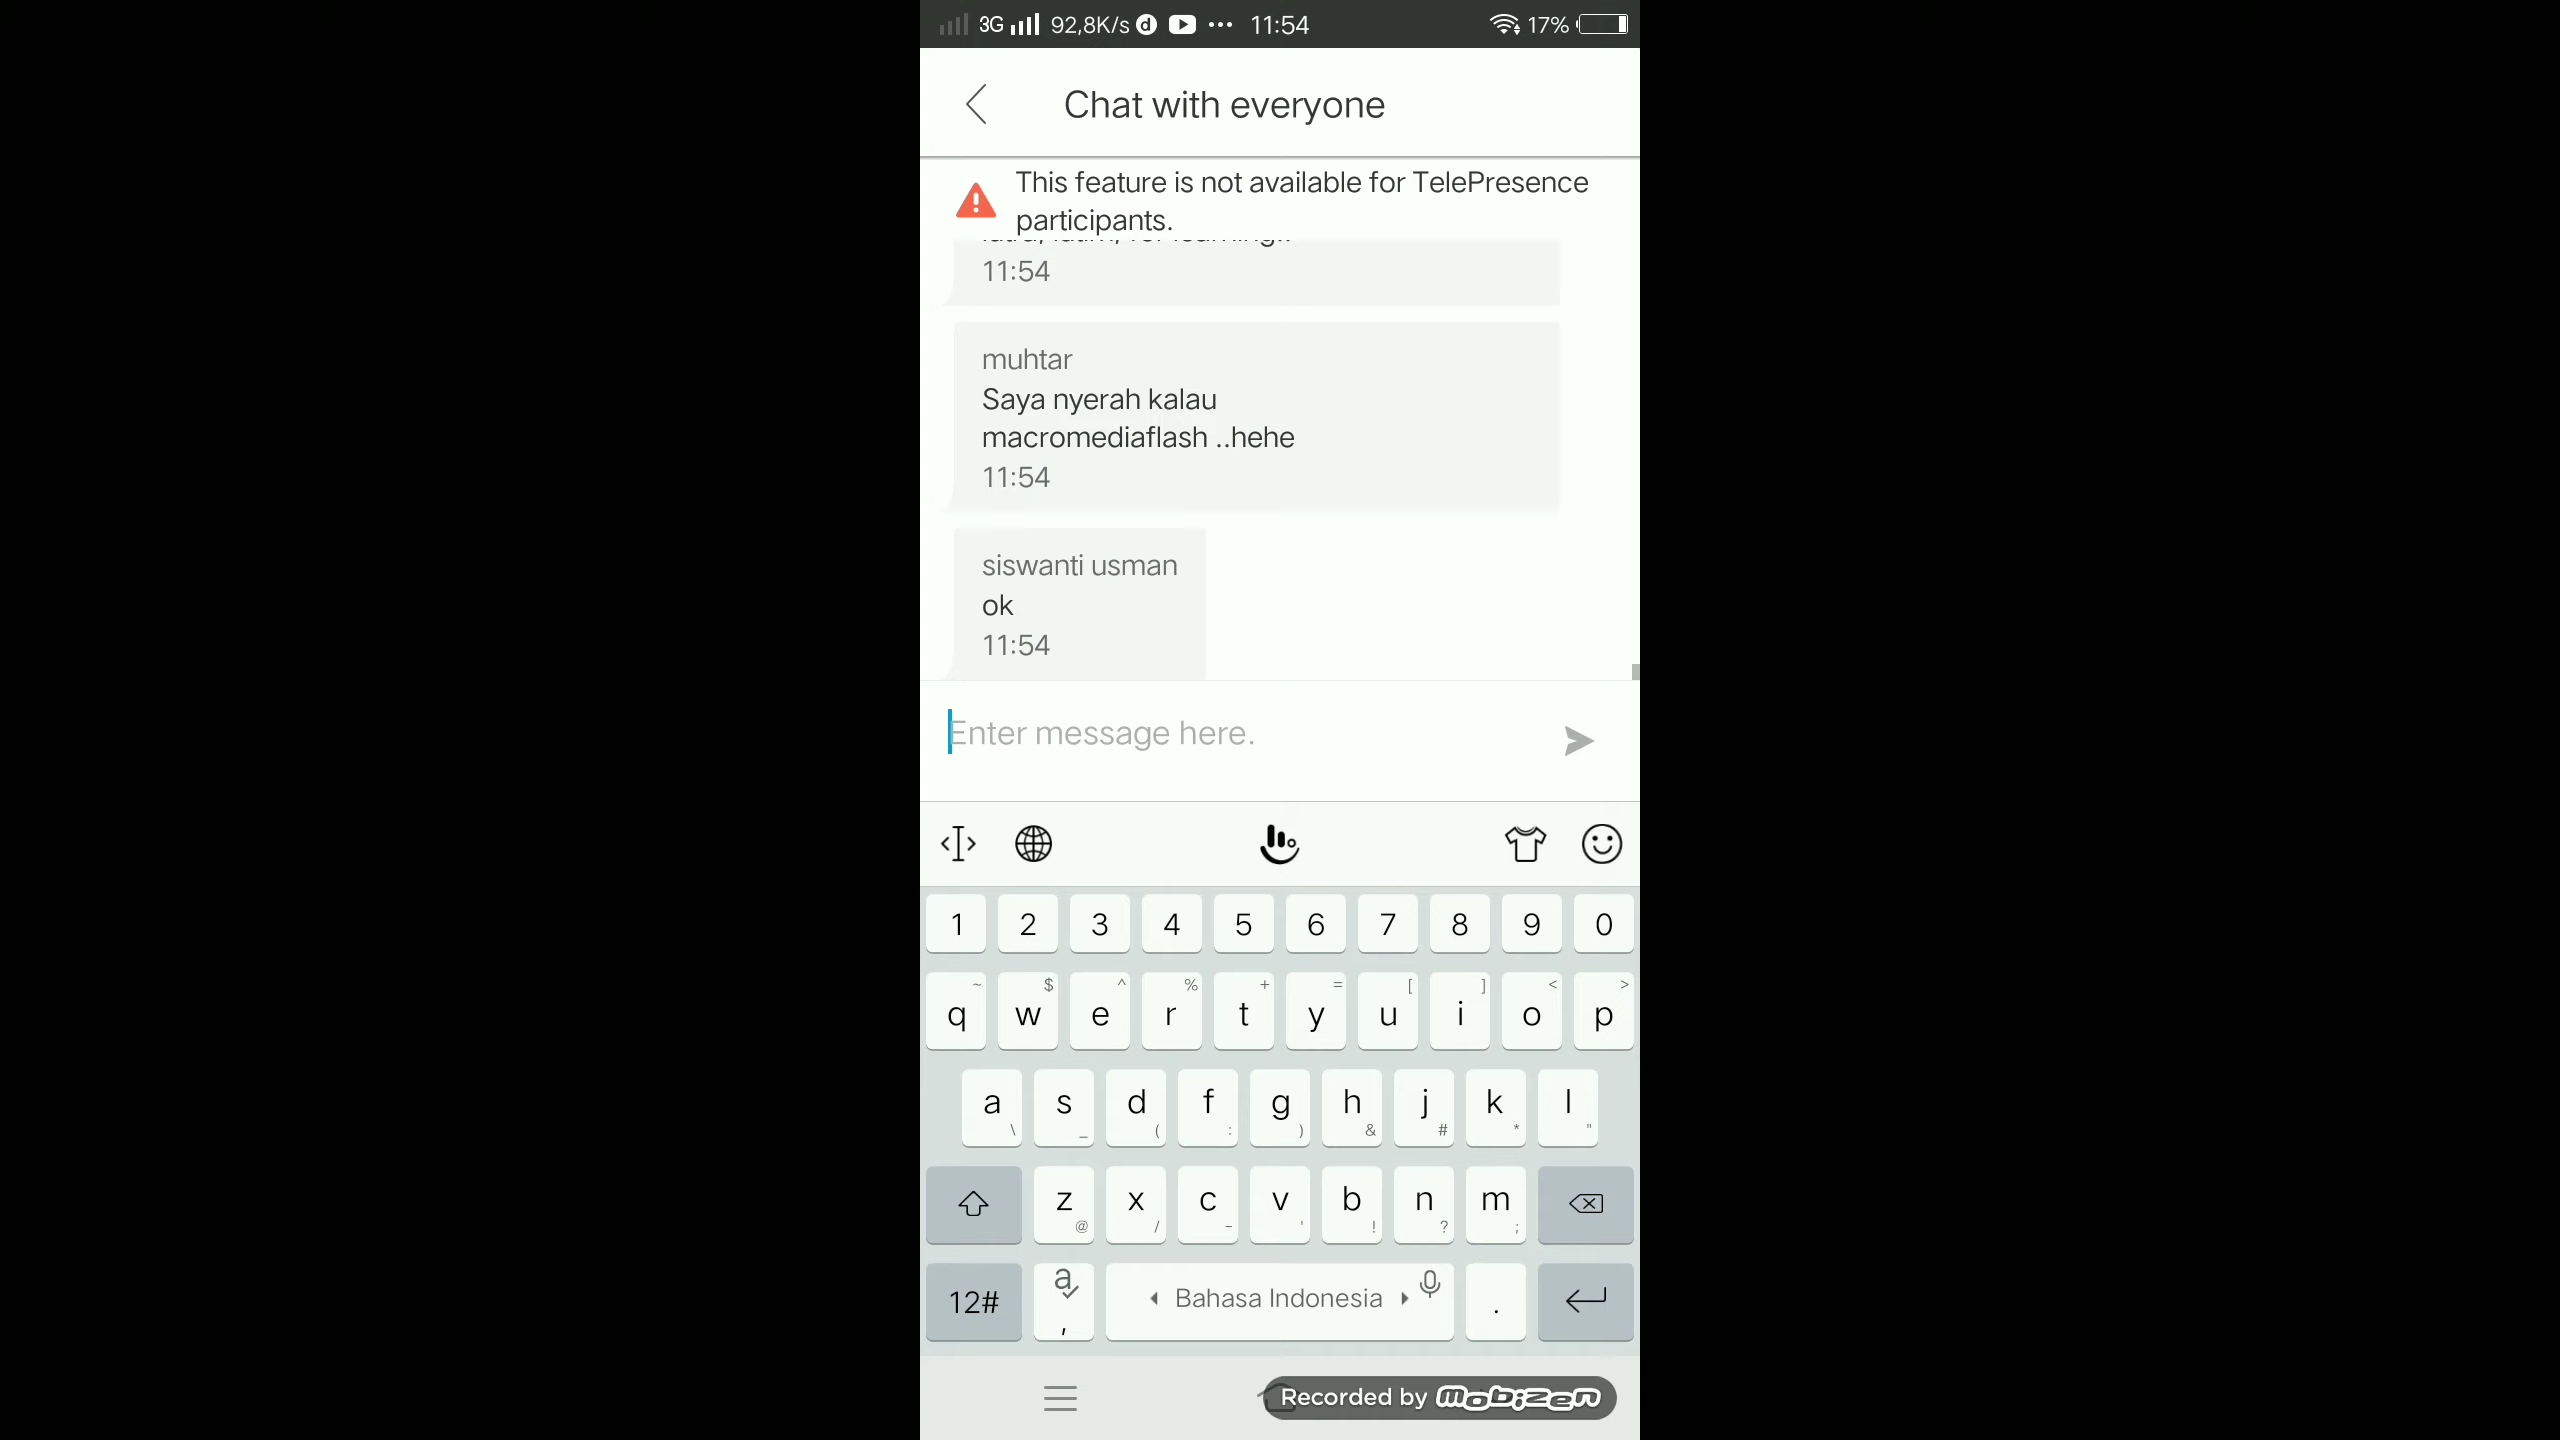 3G 92,8K/s 11:54 17%
Chat with everyone
This feature is not available for TelePresence
participants.
11:54
muhtar
Saya nyerah kalau
macromediaflash ..hehe
11:54
siswanti usman
ok
11:54
Enter message here.
1 2 3 4 5 6 7 8 9 0
~ $ ^ % + = [ ] < >
q w e r t y u i o p
a s d f g h j k l
\ _ ( : ) & # * "
z x c v b n m
@ / - ' ! ? ;
12# a , Bahasa Indonesia .
Recorded by mobizen